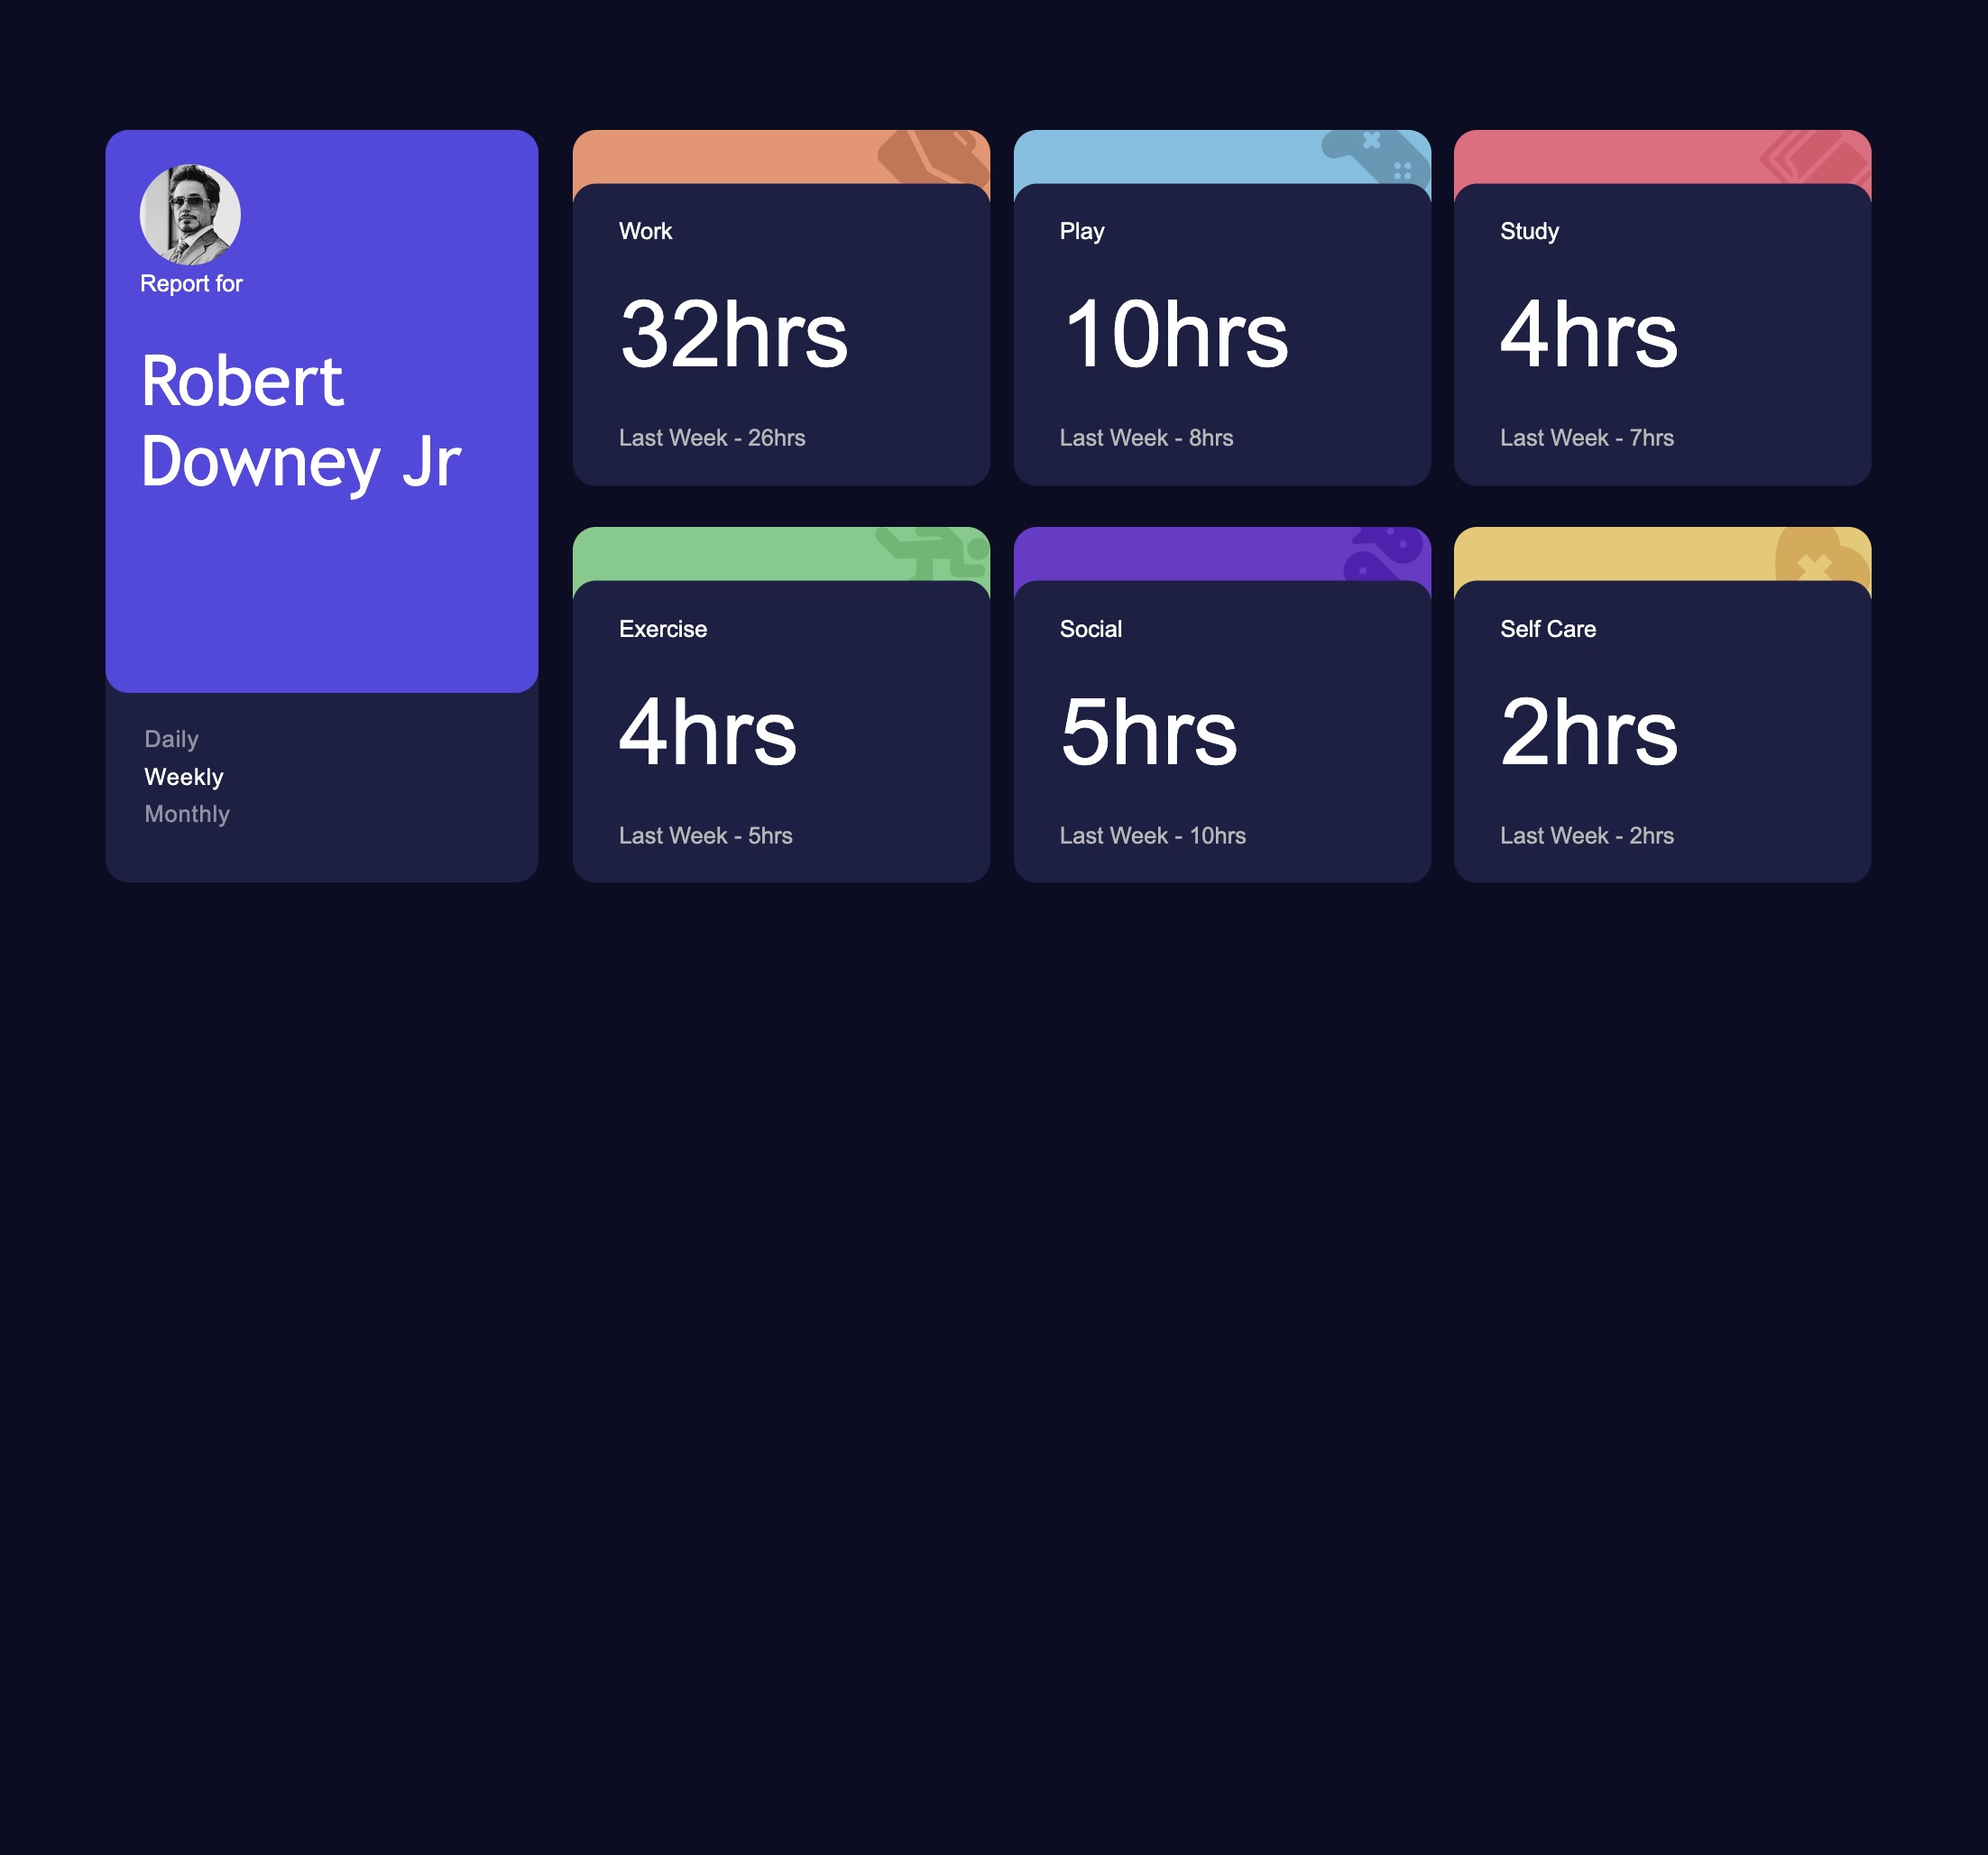 Report for
Robert
Downey Jr
Daily
Weekly
Monthly
Work
32hrs
Last Week - 26hrs
Play
10hrs
Last Week - 8hrs
Study
4hrs
Last Week - 7hrs
Exercise
4hrs
Last Week - 5hrs
Social
5hrs
Last Week - 10hrs
Self Care
2hrs
Last Week - 2hrs